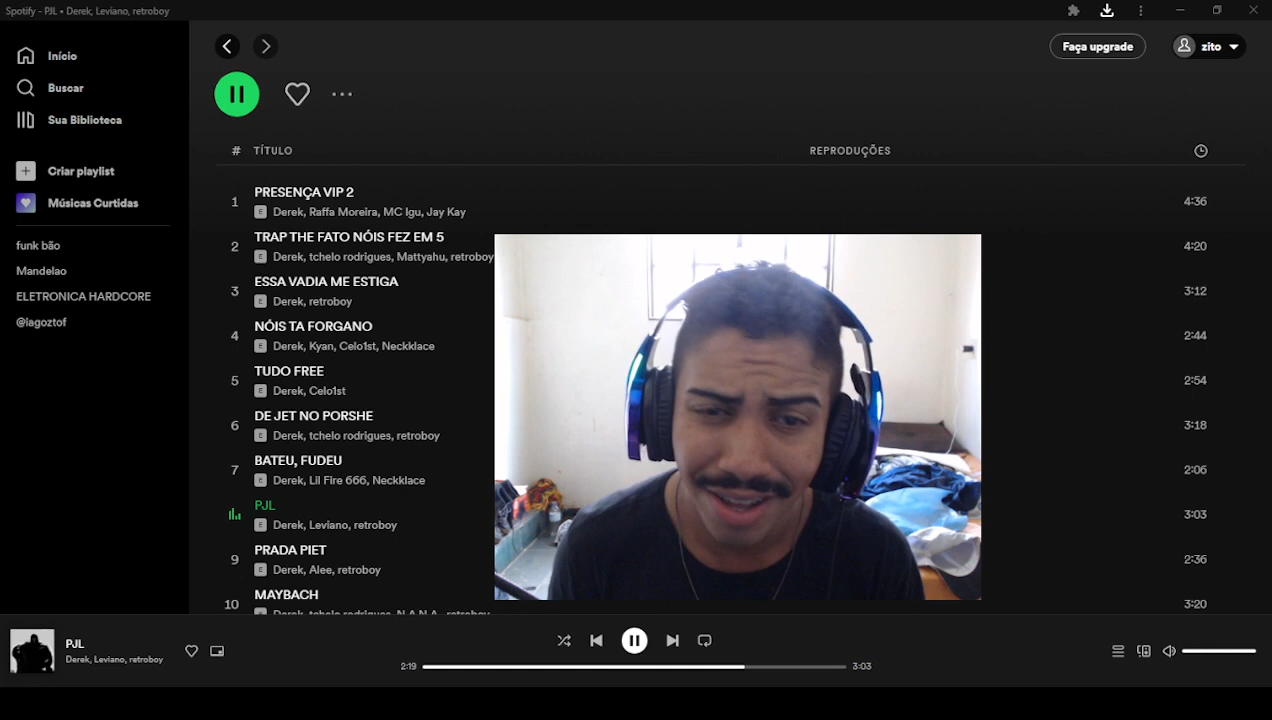 Spotify - PJL • Derek, Leviano, retroboy
Faça upgrade
zito
Início
Buscar
Sua Biblioteca
Criar playlist
Músicas Curtidas
funk bão
Mandelao
ELETRONICA HARDCORE
@iagoztof
# TÍTULO REPRODUÇÕES
1 PRESENÇA VIP 2 4:36
E Derek, Raffa Moreira, MC Igu, Jay Kay
2 TRAP THE FATO NÓIS FEZ EM 5 4:20
E Derek, tchelo rodrigues, Mattyahu, retroboy
3 ESSA VADIA ME ESTIGA 3:12
E Derek, retroboy
4 NÓIS TA FORGANO 2:44
E Derek, Kyan, Celo1st, Neckklace
5 TUDO FREE 2:54
E Derek, Celo1st
6 DE JET NO PORSHE 3:18
E Derek, tchelo rodrigues, retroboy
7 BATEU, FUDEU 2:06
E Derek, Lil Fire 666, Neckklace
PJL 3:03
E Derek, Leviano, retroboy
9 PRADA PIET 2:36
E Derek, Alee, retroboy
10 MAYBACH 3:20
E Derek, tchelo rodrigues, N.A.N.A., retroboy
PJL
Derek, Leviano, retroboy
2:19 3:03